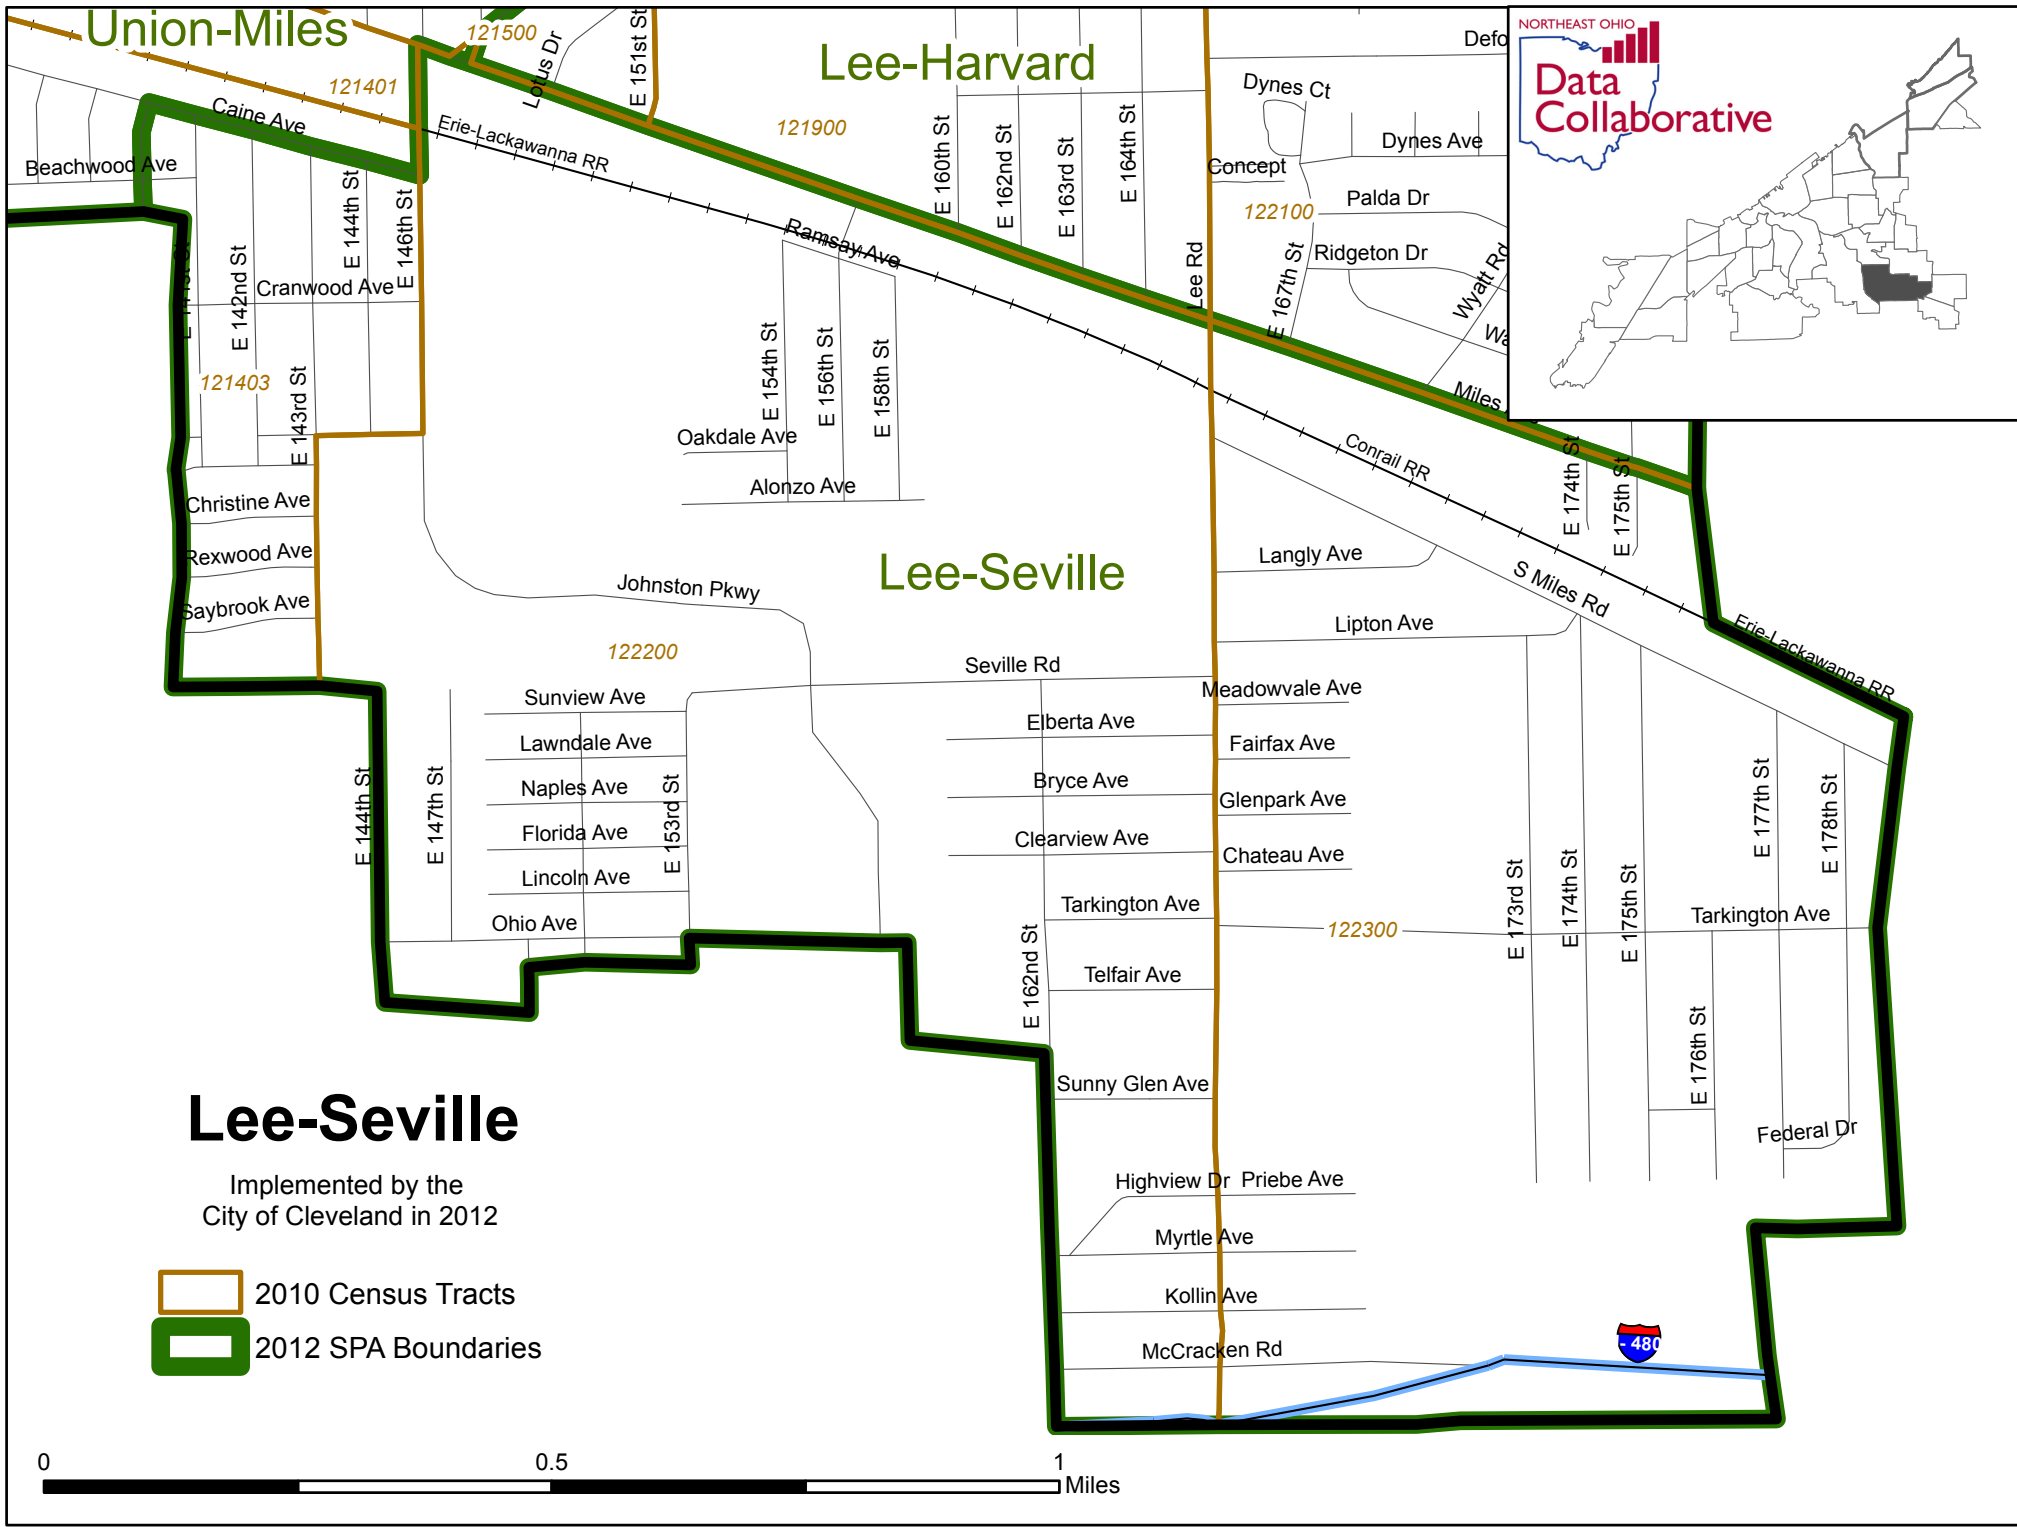 Union-Miles
121500
Lotus Dr
E 151st St
Lee-Harvard
Defo
NORTHEAST OHIO
Data
Collaborative
121401
Caine Ave
Erie-Lackawanna RR
121900
E 160th St
E 162nd St
E 163rd St
E 164th St
Dynes Ct
Dynes Ave
Concept
Beachwood Ave
E 144th St
E 146th St
Palda Dr
122100
Ramsay Ave
Lee Rd
E 167th St
Ridgeton Dr
Wyatt Rd
Wa
E 141st St
E 142nd St
Cranwood Ave
121403
E 143rd St
E 154th St
E 156th St
E 158th St
Miles
Oakdale Ave
Conrail RR
E 174th St
E 175th St
Alonzo Ave
Christine Ave
Rexwood Ave
Saybrook Ave
Johnston Pkwy
Lee-Seville
Langly Ave
S Miles Rd
Lipton Ave
Erie-Lackawanna RR
122200
Seville Rd
Sunview Ave
Meadowvale Ave
Elberta Ave
Lawndale Ave
Fairfax Ave
Naples Ave
Bryce Ave
Glenpark Ave
E 144th St
E 147th St
E 153rd St
Florida Ave
Clearview Ave
Chateau Ave
E 177th St
E 178th St
Lincoln Ave
Tarkington Ave
E 173rd St
E 174th St
E 175th St
Tarkington Ave
Ohio Ave
122300
E 162nd St
Telfair Ave
E 176th St
Sunny Glen Ave
Federal Dr
Lee-Seville
Implemented by the
City of Cleveland in 2012
Highview Dr
Priebe Ave
Myrtle Ave
2010 Census Tracts
Kollin Ave
2012 SPA Boundaries
McCracken Rd
- 480
0
0.5
1
Miles